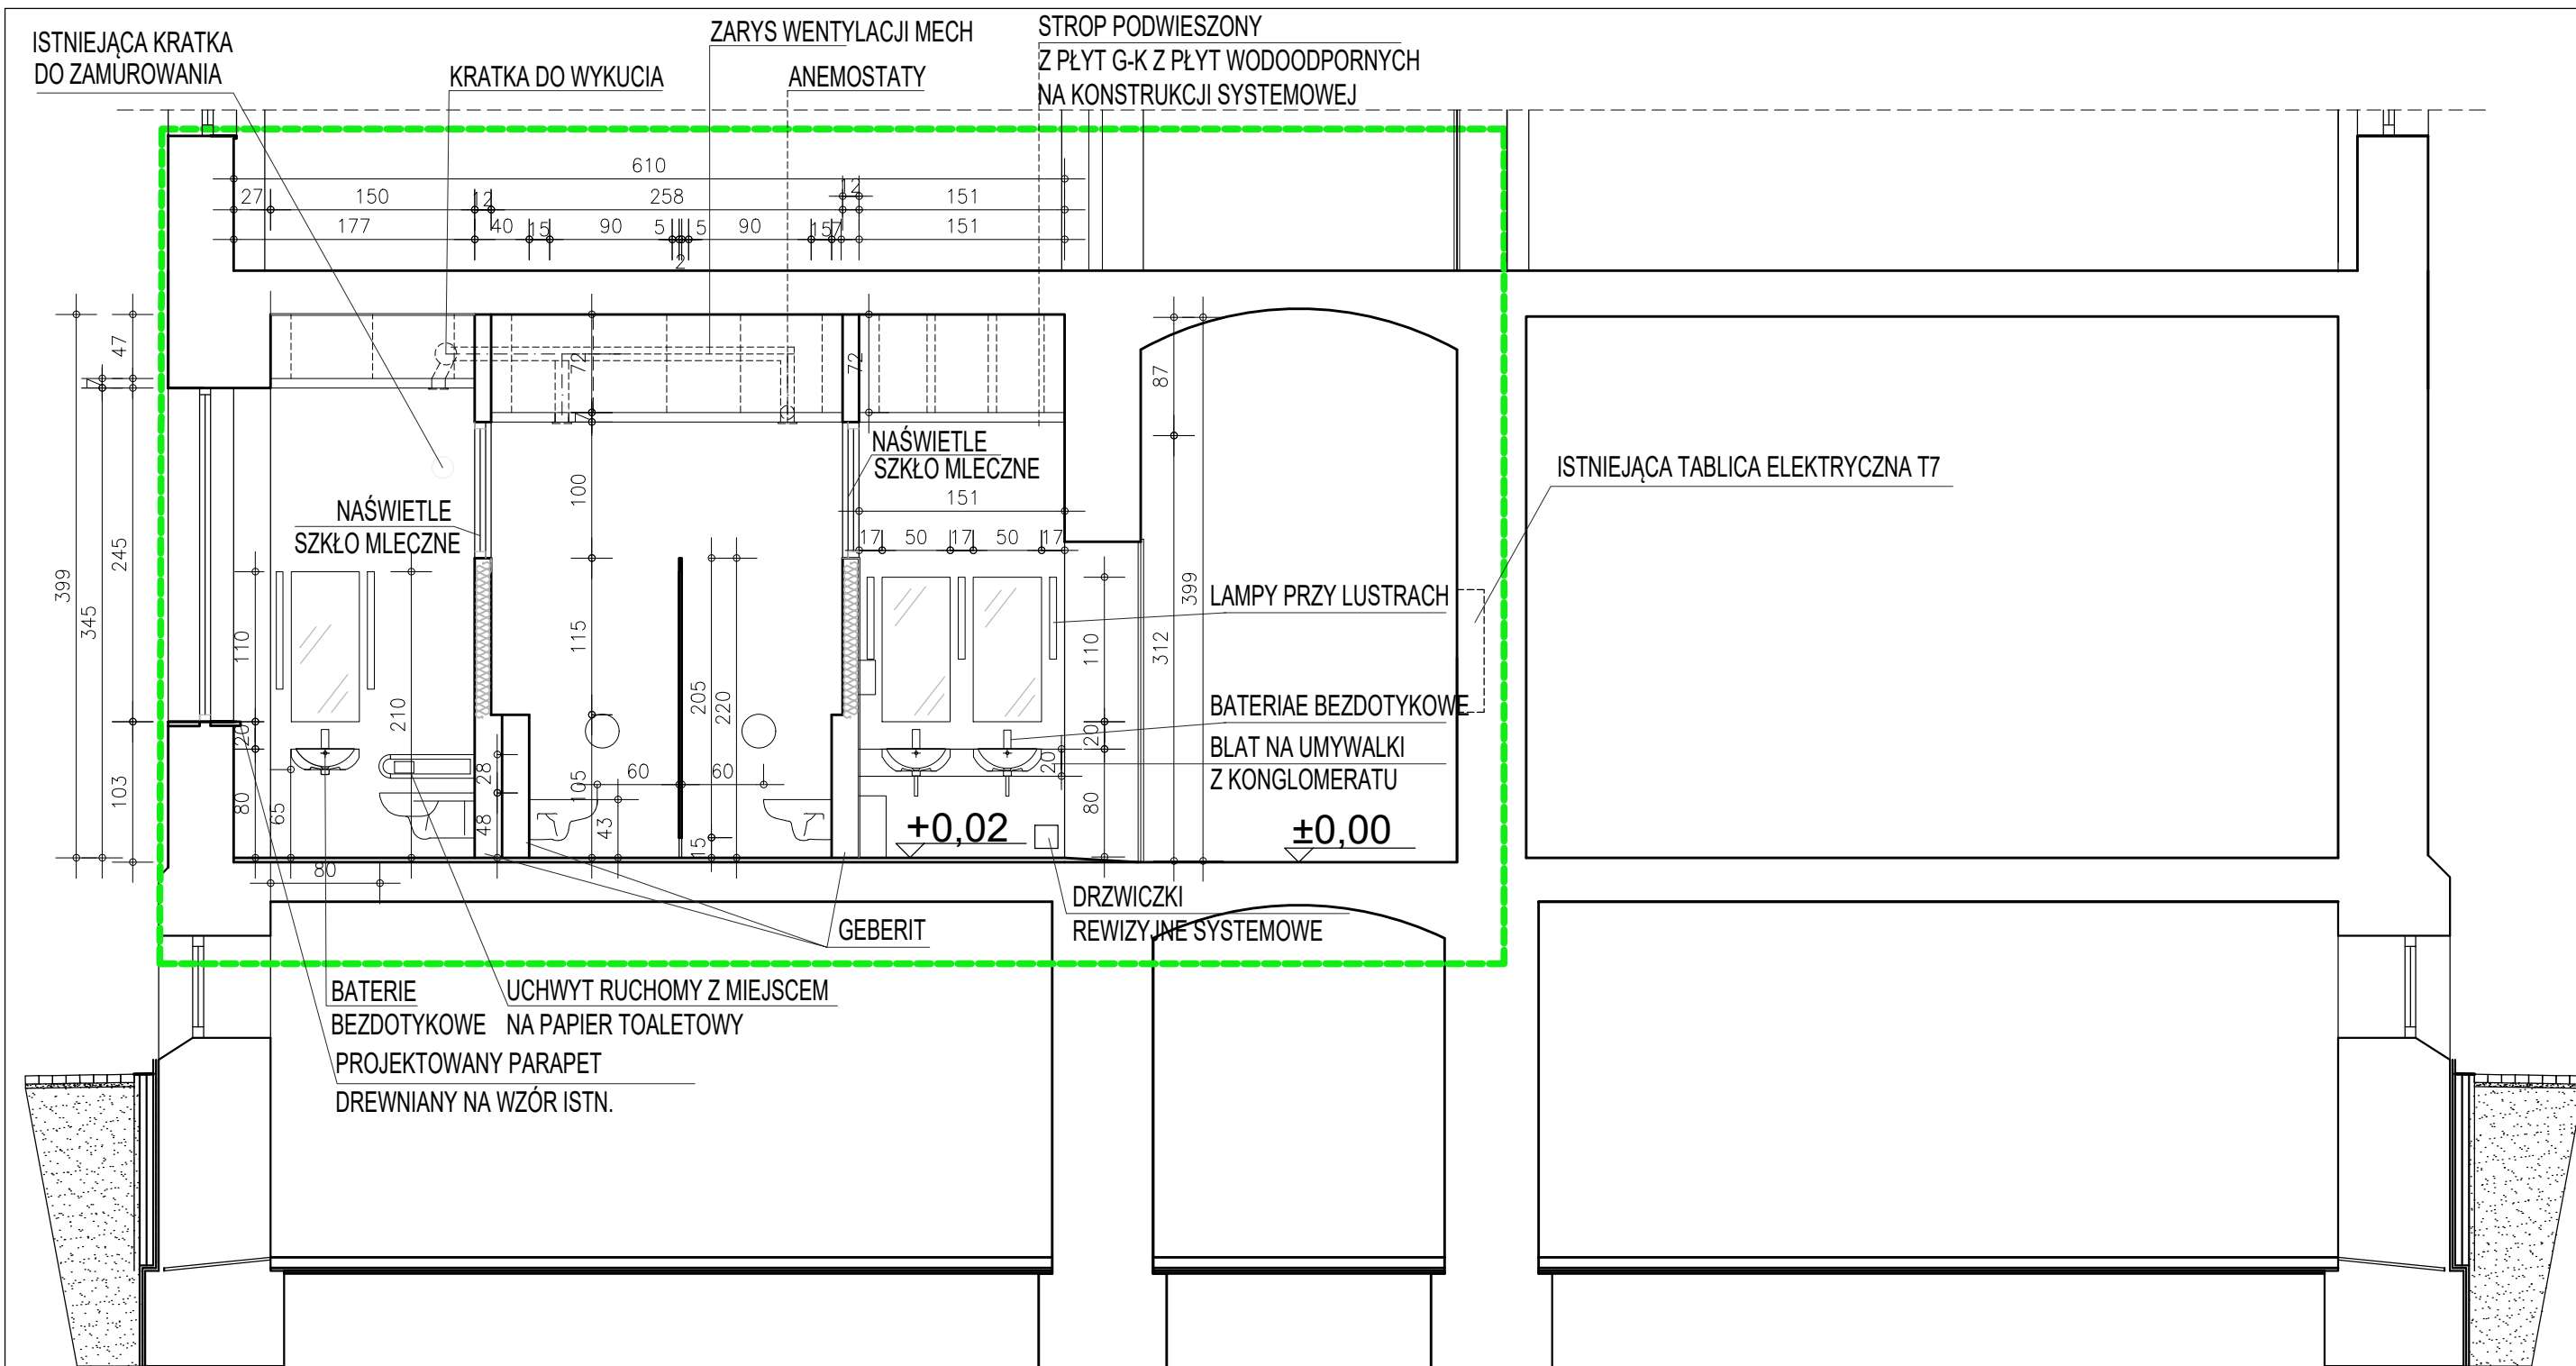 ISTNIEJĄCA KRATKA
DO ZAMUROWANIA
KRATKA DO WYKUCIA
ZARYS WENTYLACJI MECH
ANEMOSTATY
STROP PODWIESZONY
Z PŁYT G-K Z PŁYT WODOODPORNYCH
NA KONSTRUKCJI SYSTEMOWEJ
610
27 150 12 258 12 151
177 40 15 90 5 2 5 90 15 7 151
399
345
7
47
245
103
72
7
100
115
105
72
87
312
399
NAŚWIETLE
SZKŁO MLECZNE
NAŚWIETLE
SZKŁO MLECZNE
151
17 50 17 50 17
ISTNIEJĄCA TABLICA ELEKTRYCZNA T7
LAMPY PRZY LUSTRACH
BATERIAE BEZDOTYKOWE
BLAT NA UMYWALKI
Z KONGLOMERATU
110
20
80
65
210
28
48
43
60 60
205
220
15
110
20
20
80
+0,02
±0,00
80
DRZWICZKI
REWIZYJNE SYSTEMOWE
GEBERIT
BATERIE
BEZDOTYKOWE
UCHWYT RUCHOMY Z MIEJSCEM
NA PAPIER TOALETOWY
PROJEKTOWANY PARAPET
DREWNIANY NA WZÓR ISTN.